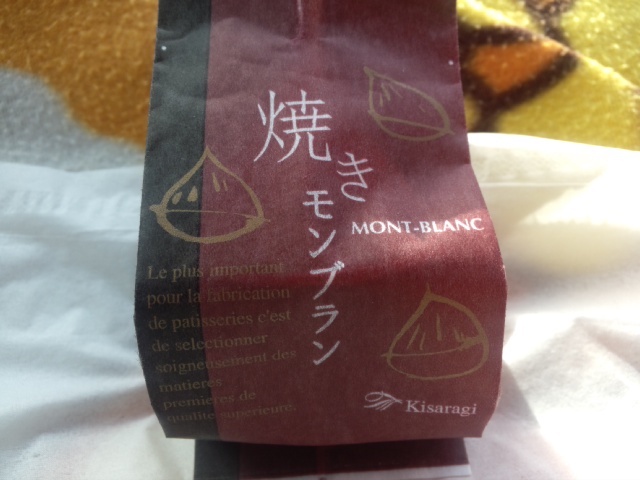 焼き
モンブラン
MONT-BLANC
Le plus important
pour la fabrication
de patisseries c'est
de selectionner
soigneusement des
matieres
premieres de
qualite superieure.
Kisaragi